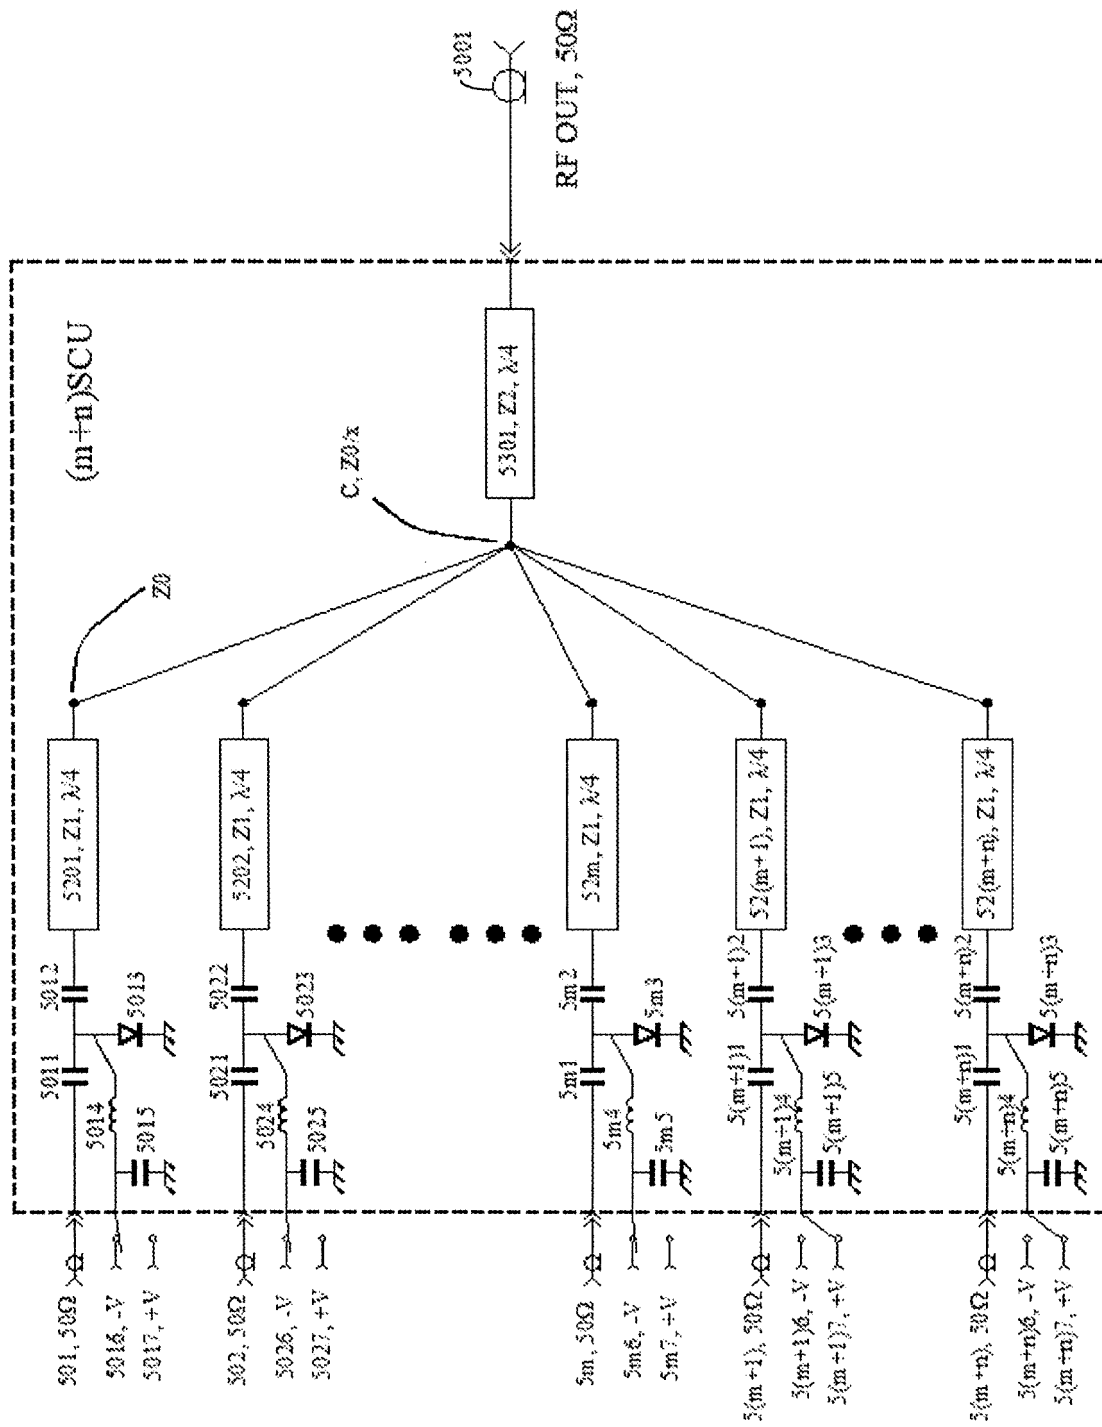 (m+n)SCU
501, 50Ω
5016, -V
5017, +V
5011
5012
5013
5014
5015
5201, Z1, λ/4
Z0
502, 50Ω
5026, -V
5027, +V
5021
5022
5023
5024
5025
5202, Z1, λ/4
C, Z0/x
5301, Z2, λ/4
5001
RF OUT, 50Ω
5m, 50Ω
5m6, -V
5m7, +V
5m1
5m2
5m3
5m4
5m5
52m, Z1, λ/4
5(m+1), 50Ω
5(m+1)6, -V
5(m+1)7, +V
5(m+1)1
5(m+1)2
5(m+1)3
5(m+1)4
5(m+1)5
52(m+1), Z1, λ/4
5(m+n), 50Ω
5(m+n)6, -V
5(m+n)7, +V
5(m+n)1
5(m+n)2
5(m+n)3
5(m+n)4
5(m+n)5
52(m+n), Z1, λ/4